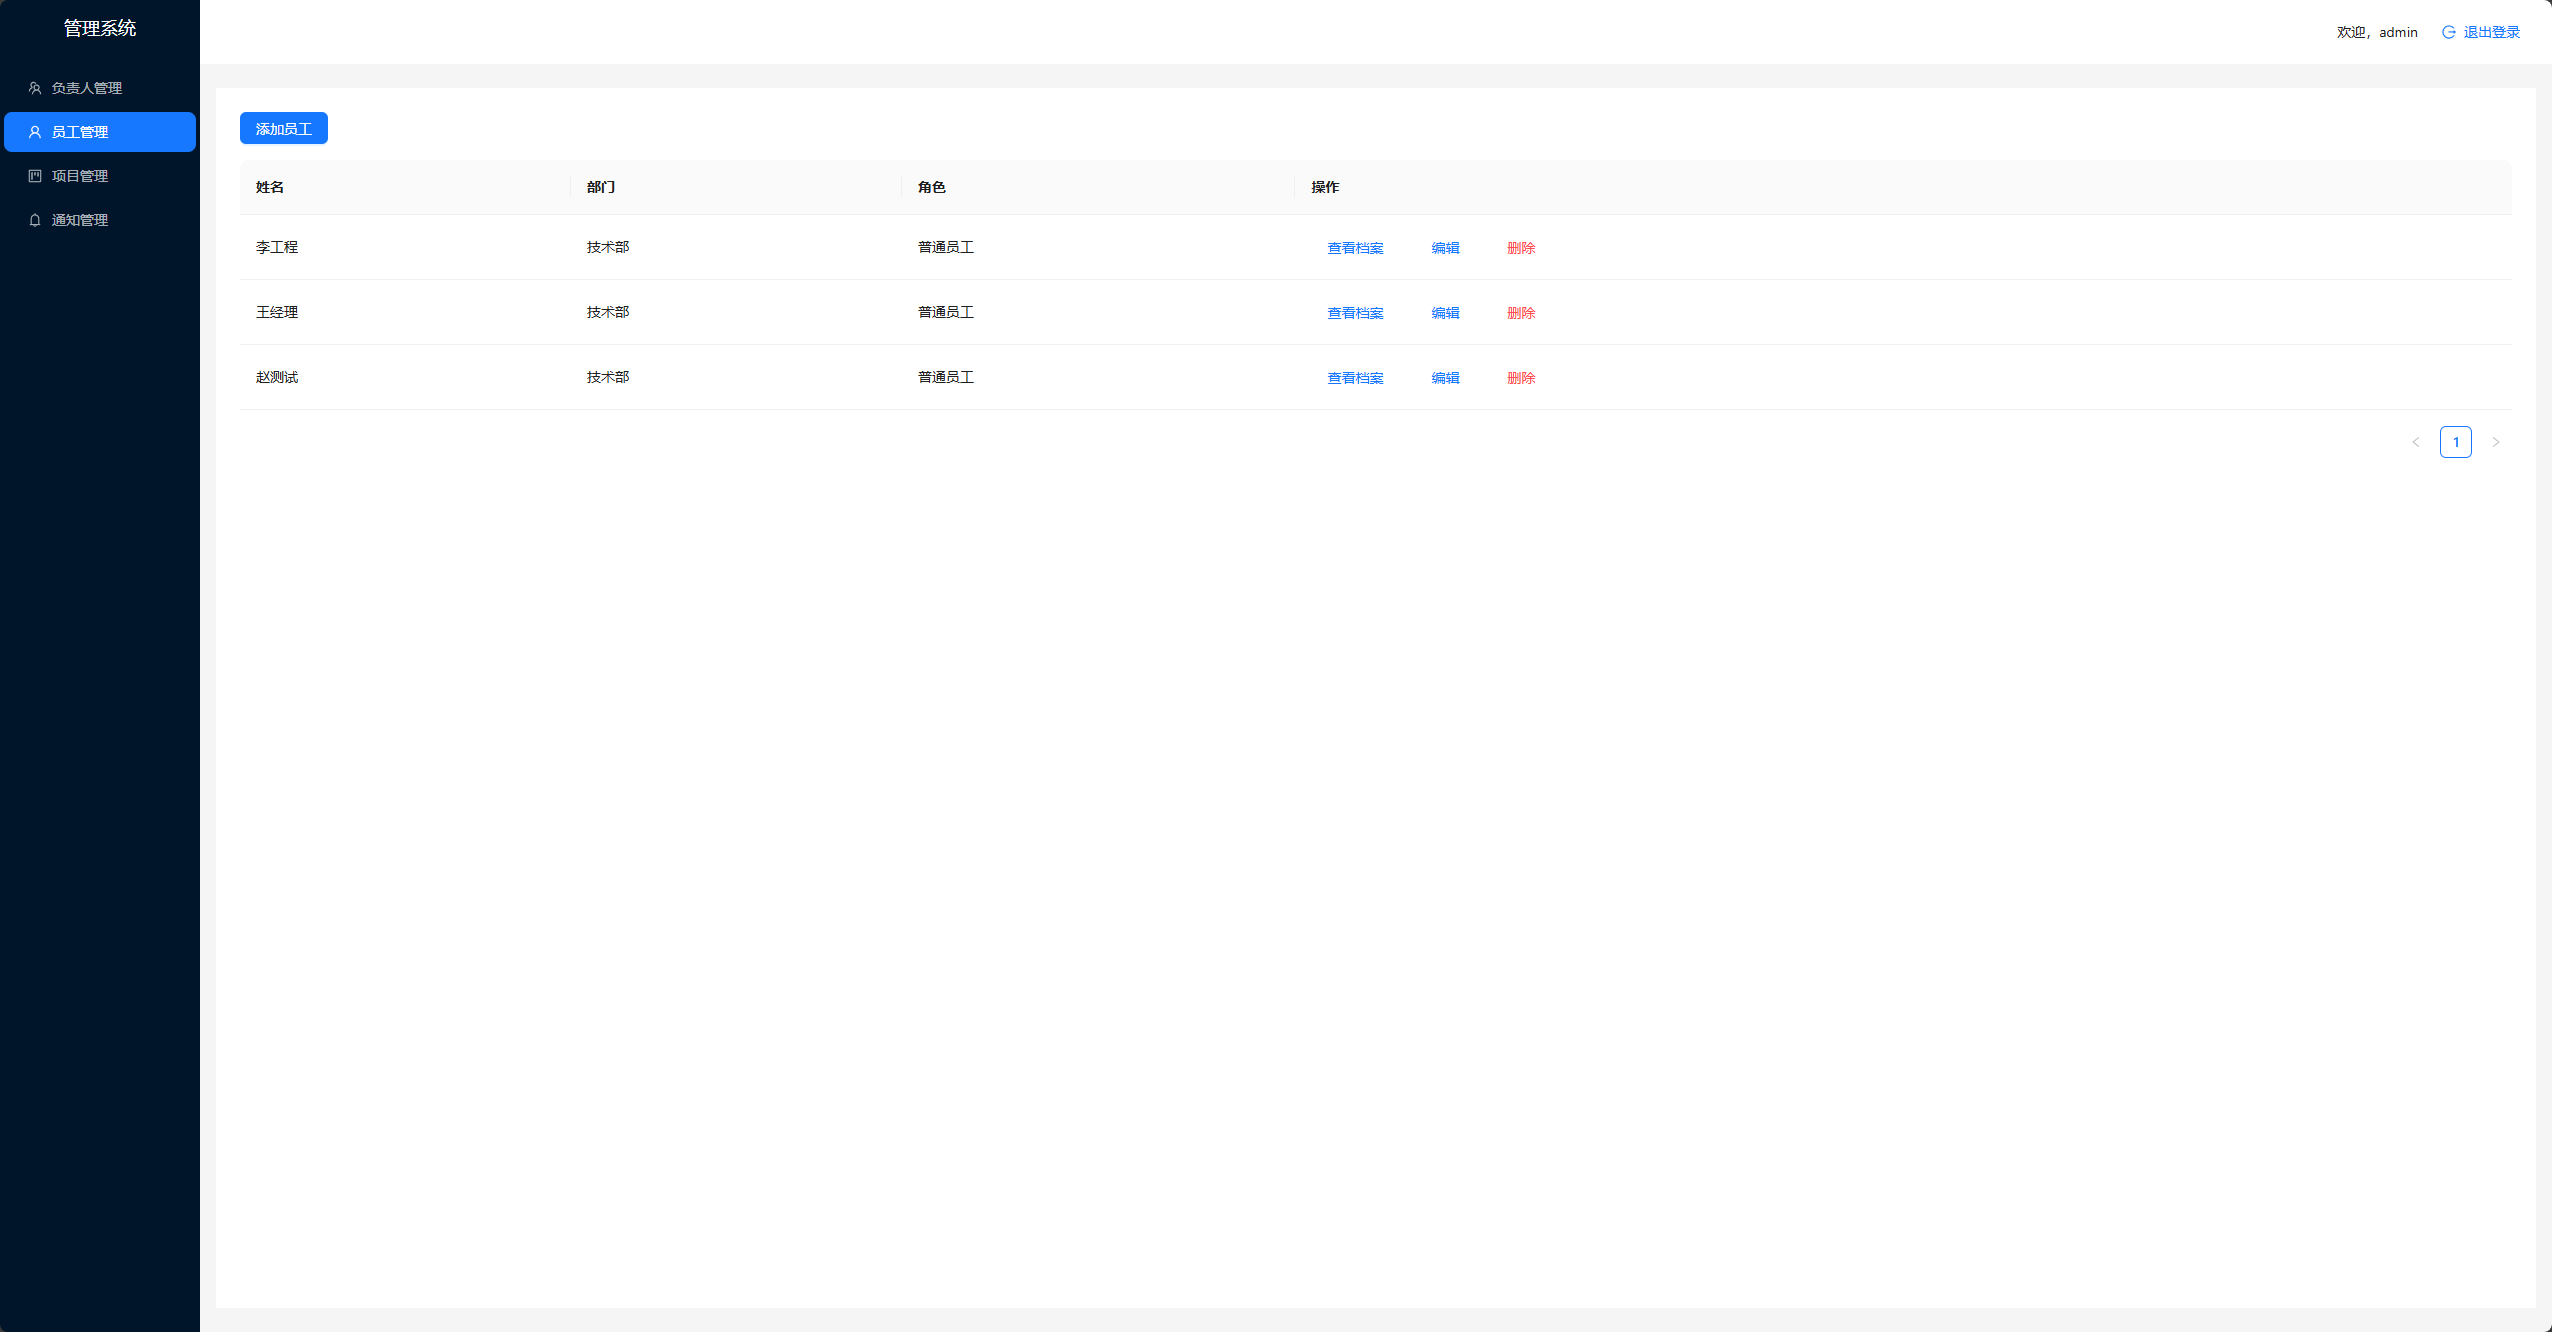 管理系统
欢迎，admin 退出登录
负责人管理
员工管理
项目管理
通知管理
添加员工
姓名 部门 角色 操作
李工程 技术部 普通员工 查看档案 编辑 删除
王经理 技术部 普通员工 查看档案 编辑 删除
赵测试 技术部 普通员工 查看档案 编辑 删除
1